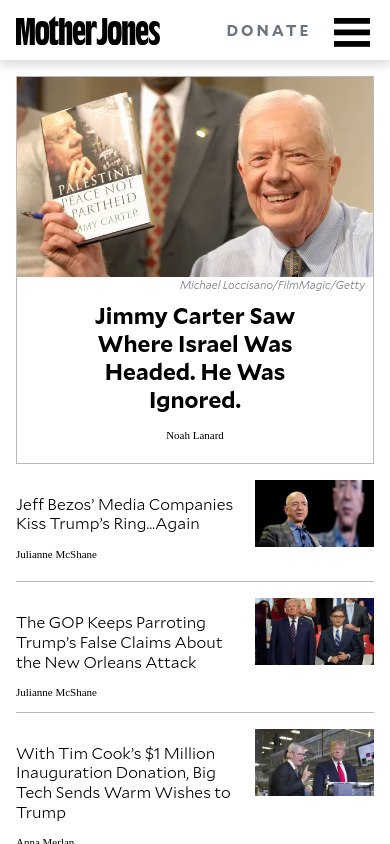 Mother Jones
DONATE
PALESTINE
PEACE NOT
APARTHEID
JIMMY CARTER
Michael Loccisano/FilmMagic/Getty
Jimmy Carter Saw
Where Israel Was
Headed. He Was
Ignored.
Noah Lanard
Jeff Bezos’ Media Companies
Kiss Trump’s Ring…Again
Julianne McShane
The GOP Keeps Parroting
Trump’s False Claims About
the New Orleans Attack
Julianne McShane
With Tim Cook’s $1 Million
Inauguration Donation, Big
Tech Sends Warm Wishes to
Trump
Anna Merlan